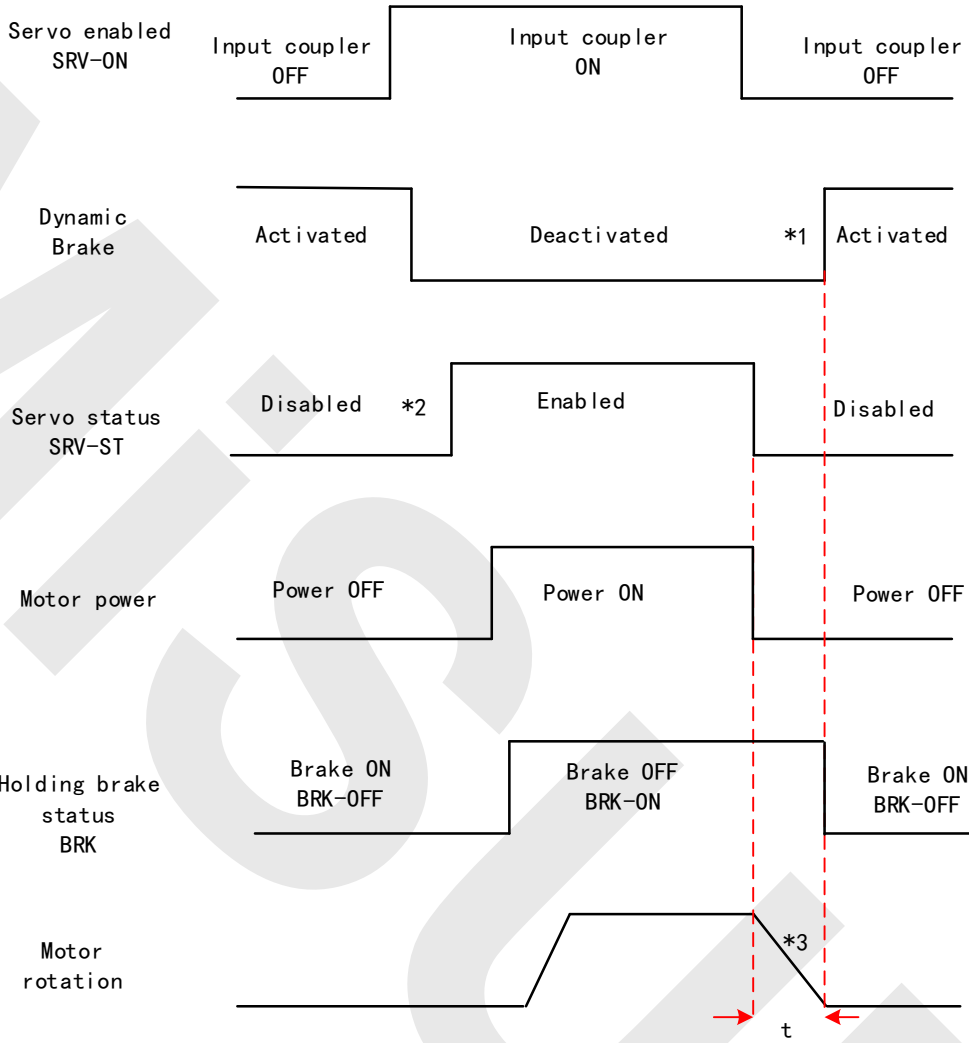 Servo enabled
SRV-ON
Input coupler
OFF
Input coupler
ON
Input coupler
OFF
Dynamic
Brake
Activated
Deactivated
*1
Activated
Servo status
SRV-ST
Disabled
*2
Enabled
Disabled
Motor power
Power OFF
Power ON
Power OFF
Holding brake
status
BRK
Brake ON
BRK-OFF
Brake OFF
BRK-ON
Brake ON
BRK-OFF
Motor
rotation
*3
t